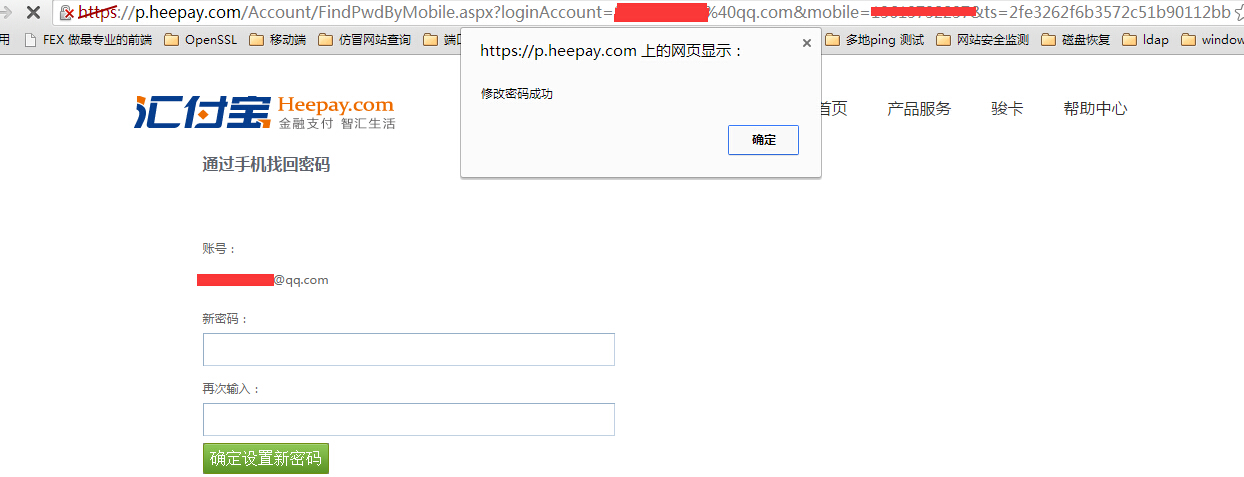 https://p.heepay.com/Account/FindPwdByMobile.aspx?loginAccount= %40qq.com&mobile= &ts=2fe3262f6b3572c51b90112bb
用 FEX 做最专业的前端 OpenSSL 移动端 仿冒网站查询 端口 多地ping 测试 网站安全监测 磁盘恢复 ldap window
https://p.heepay.com 上的网页显示：
修改密码成功
确定
汇付宝 Heepay.com
金融支付 智汇生活
首页 产品服务 骏卡 帮助中心
通过手机找回密码
账号：
@qq.com
新密码：
再次输入：
确定设置新密码